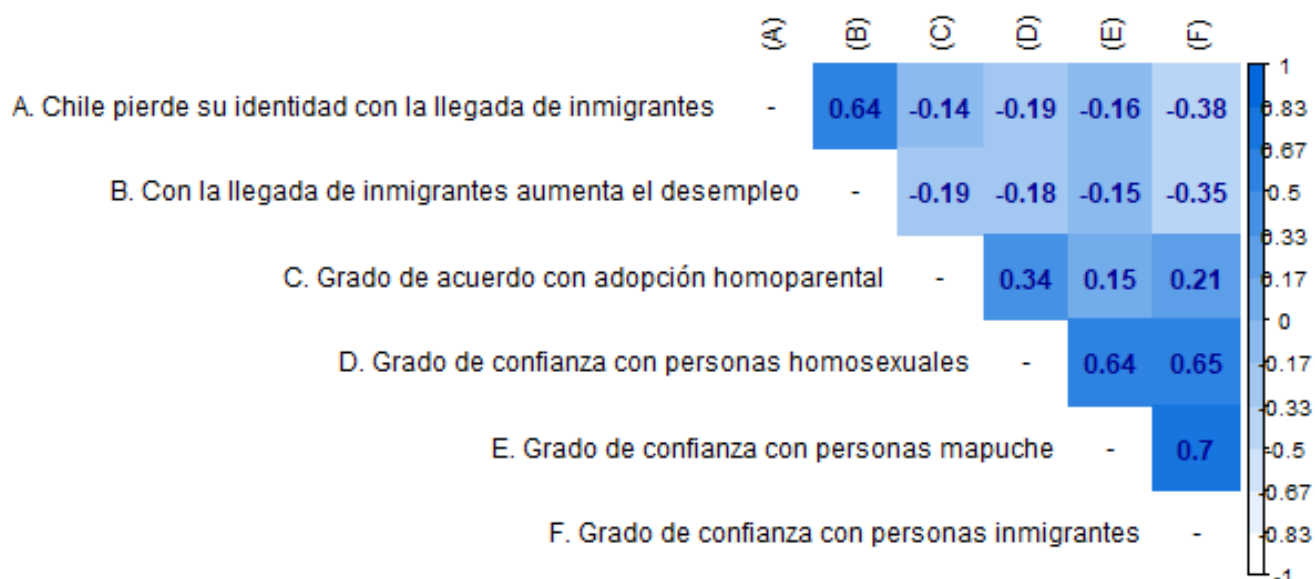 (A) (B) (C) (D) (E) (F)
A. Chile pierde su identidad con la llegada de inmigrantes - 0.64 -0.14 -0.19 -0.16 -0.38
B. Con la llegada de inmigrantes aumenta el desempleo - -0.19 -0.18 -0.15 -0.35
C. Grado de acuerdo con adopción homoparental - 0.34 0.15 0.21
D. Grado de confianza con personas homosexuales - 0.64 0.65
E. Grado de confianza con personas mapuche - 0.7
F. Grado de confianza con personas inmigrantes -
1
0.83
0.67
0.5
0.33
0.17
0
-0.17
-0.33
-0.5
-0.67
-0.83
-1